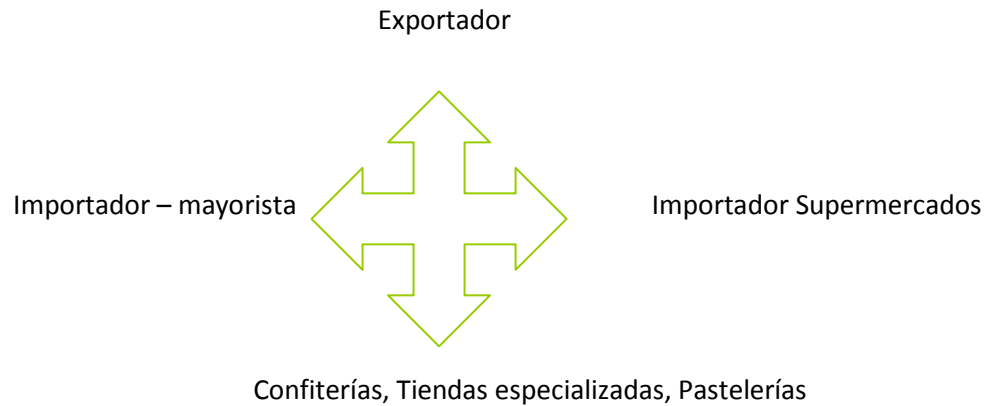 Exportador
Importador – mayorista
Importador Supermercados
Confiterías, Tiendas especializadas, Pastelerías